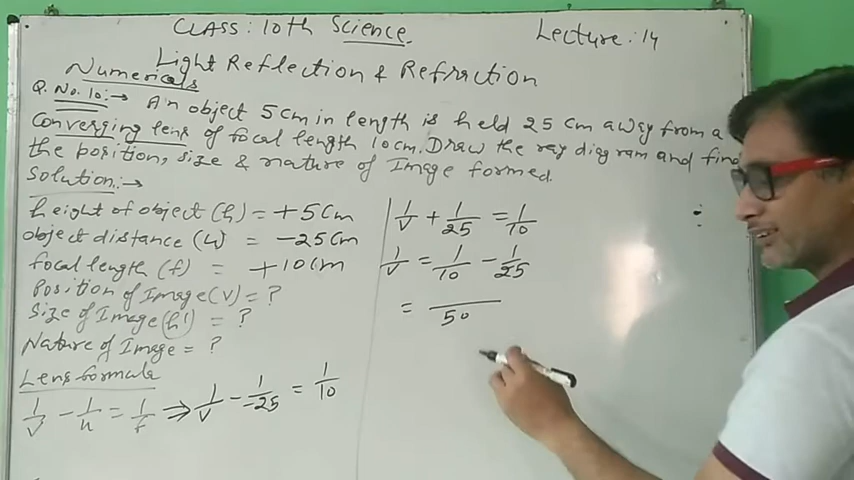 CLASS: 10th Science
Lecture: 14
Light Reflection & Refraction
Numericals
Q. No. 10:→ An object 5 cm in length is held 25 cm away from a
converging lens of focal length 10 cm. Draw the ray diagram and find
the position, size & nature of Image formed.
Solution:→
height of object (h) = +5cm
object distance (u) = -25cm
focal length (f) = +10cm
Position of Image(v) = ?
Size of Image(h') = ?
Nature of Image = ?
Lens formula
1/v - 1/u = 1/f ⇒ 1/v - 1/-25 = 1/10
1/v + 1/25 = 1/10
1/v = 1/10 - 1/25
= /50